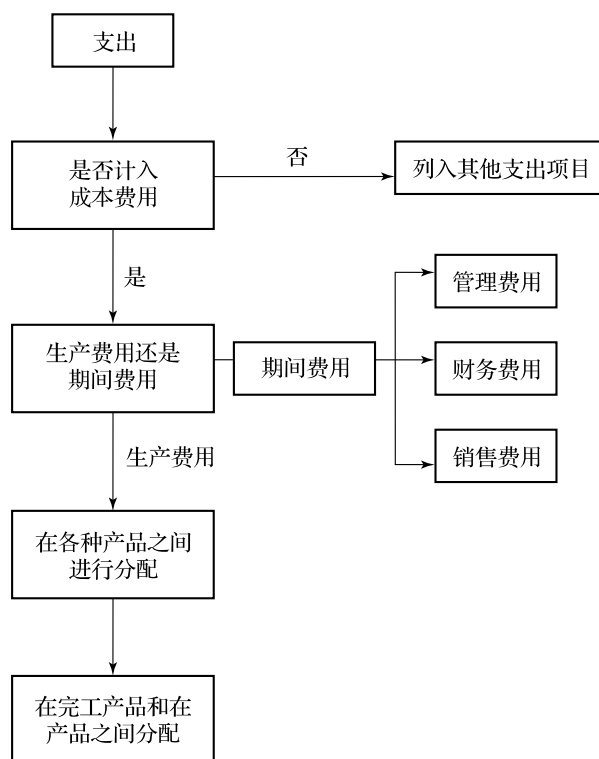 支出
是否计入
成本费用
否
列入其他支出项目
是
生产费用还是
期间费用
期间费用
管理费用
财务费用
销售费用
生产费用
在各种产品之间
进行分配
在完工产品和在
产品之间分配